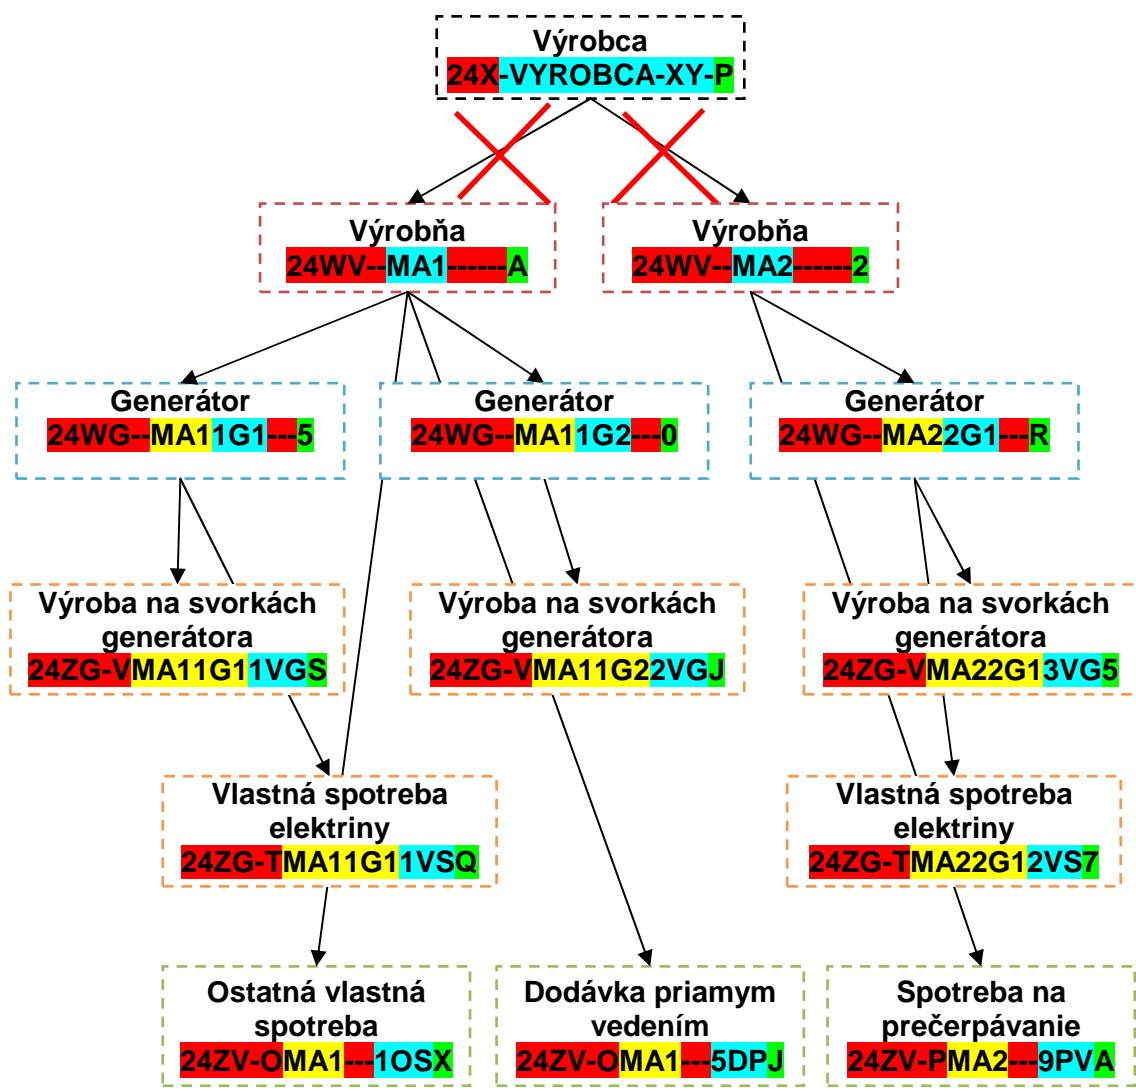 Výrobca
24X-VYROBCA-XY-P
Výrobňa
24WV--MA1------A
Výrobňa
24WV--MA2------2
Generátor
24WG--MA11G1---5
Generátor
24WG--MA11G2---0
Generátor
24WG--MA22G1---R
Výroba na svorkách
generátora
24ZG-VMA11G11VGS
Výroba na svorkách
generátora
24ZG-VMA11G22VGJ
Výroba na svorkách
generátora
24ZG-VMA22G13VG5
Vlastná spotreba
elektriny
24ZG-TMA11G11VSQ
Vlastná spotreba
elektriny
24ZG-TMA22G12VS7
Ostatná vlastná
spotreba
24ZV-OMA1---1OSX
Dodávka priamym
vedením
24ZV-OMA1---5DPJ
Spotreba na
prečerpávanie
24ZV-PMA2---9PVA